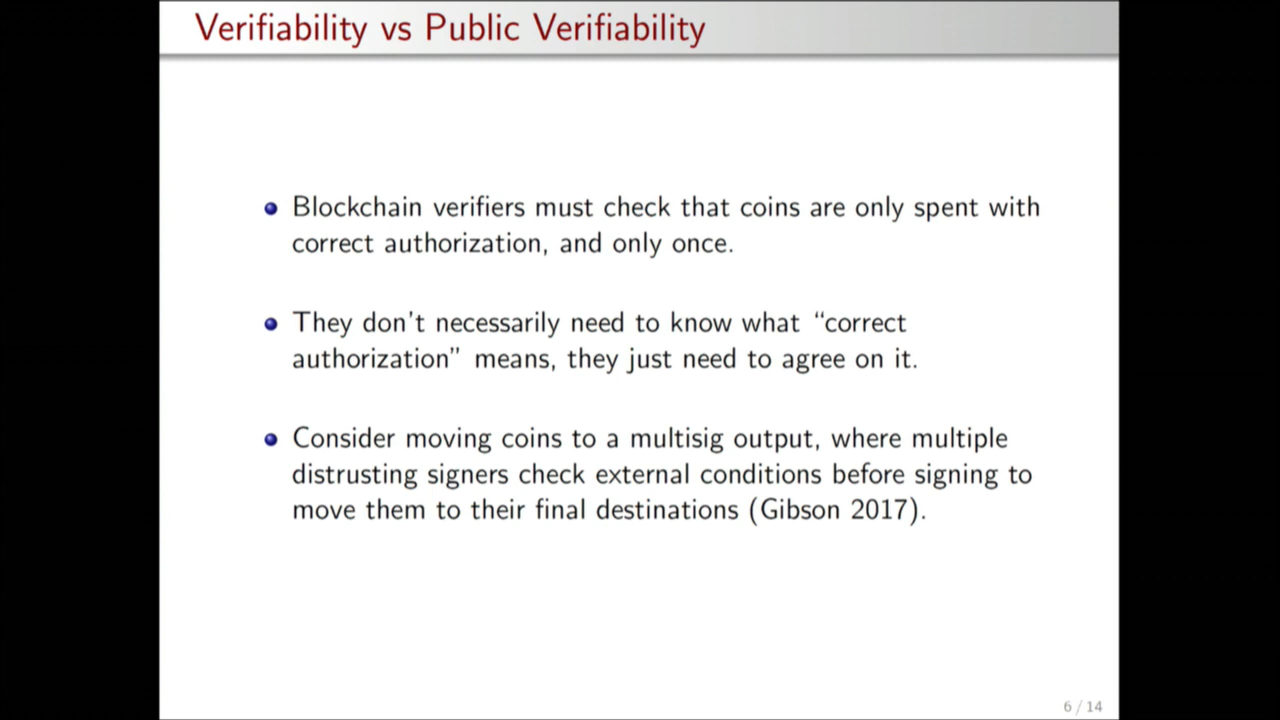 Verifiability vs Public Verifiability
Blockchain verifiers must check that coins are only spent with
correct authorization, and only once.
They don't necessarily need to know what “correct
authorization” means, they just need to agree on it.
Consider moving coins to a multisig output, where multiple
distrusting signers check external conditions before signing to
move them to their final destinations (Gibson 2017).
6 / 14